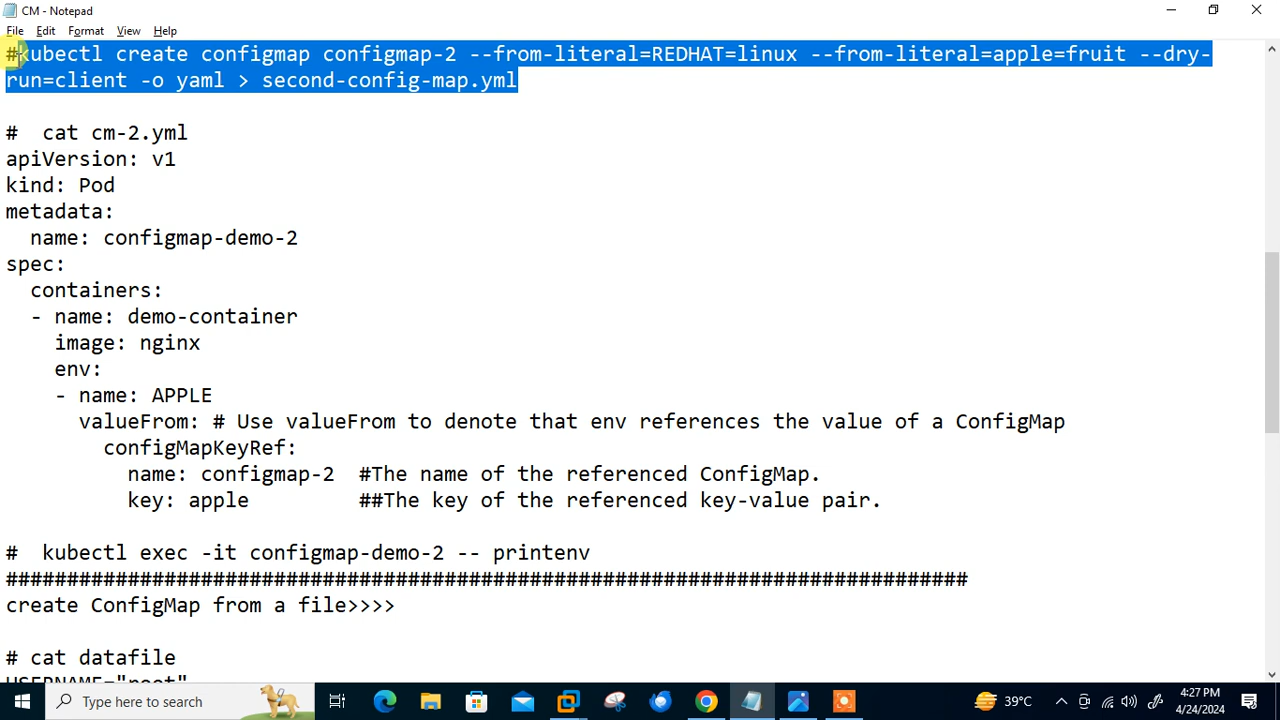 CM - Notepad
File Edit Format View Help
#kubectl create configmap configmap-2 --from-literal=REDHAT=linux --from-literal=apple=fruit --dry-
run=client -o yaml > second-config-map.yml
#  cat cm-2.yml
apiVersion: v1
kind: Pod
metadata:
  name: configmap-demo-2
spec:
  containers:
  - name: demo-container
    image: nginx
    env:
    - name: APPLE
      valueFrom: # Use valueFrom to denote that env references the value of a ConfigMap
        configMapKeyRef:
          name: configmap-2  #The name of the referenced ConfigMap.
          key: apple         ##The key of the referenced key-value pair.
#  kubectl exec -it configmap-demo-2 -- printenv
###############################################################################
create ConfigMap from a file>>>>
# cat datafile
USERNAME="root"
Type here to search
39°C
4:27 PM
4/24/2024